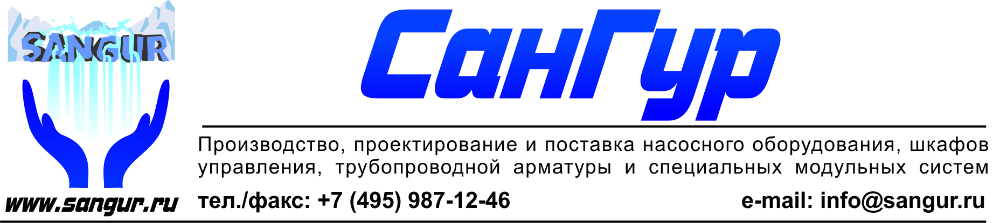 SANGUR
СанГур
Производство, проектирование и поставка насосного оборудования, шкафов
управления, трубопроводной арматуры и специальных модульных систем
www.sangur.ru
тел./факс: +7 (495) 987-12-46
e-mail: info@sangur.ru